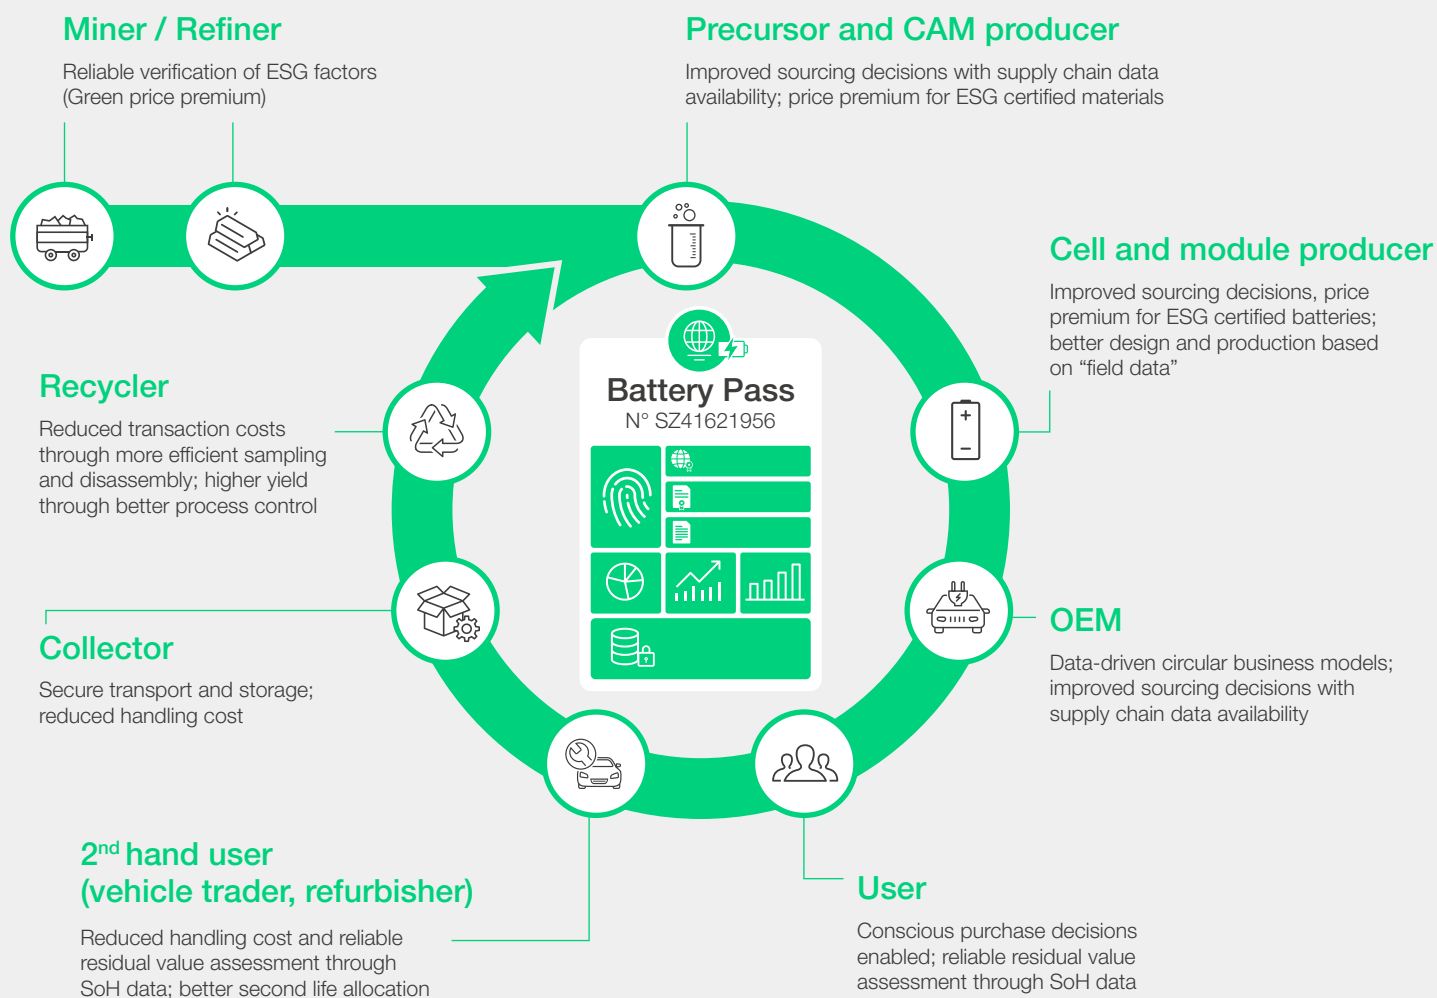 Miner / Refiner
Reliable verification of ESG factors
(Green price premium)
Precursor and CAM producer
Improved sourcing decisions with supply chain data
availability; price premium for ESG certified materials
Cell and module producer
Improved sourcing decisions, price
premium for ESG certified batteries;
better design and production based
on “field data”
Battery Pass
N° SZ41621956
Recycler
Reduced transaction costs
through more efficient sampling
and disassembly; higher yield
through better process control
OEM
Data-driven circular business models;
improved sourcing decisions with
supply chain data availability
Collector
Secure transport and storage;
reduced handling cost
2nd hand user
(vehicle trader, refurbisher)
Reduced handling cost and reliable
residual value assessment through
SoH data; better second life allocation
User
Conscious purchase decisions
enabled; reliable residual value
assessment through SoH data